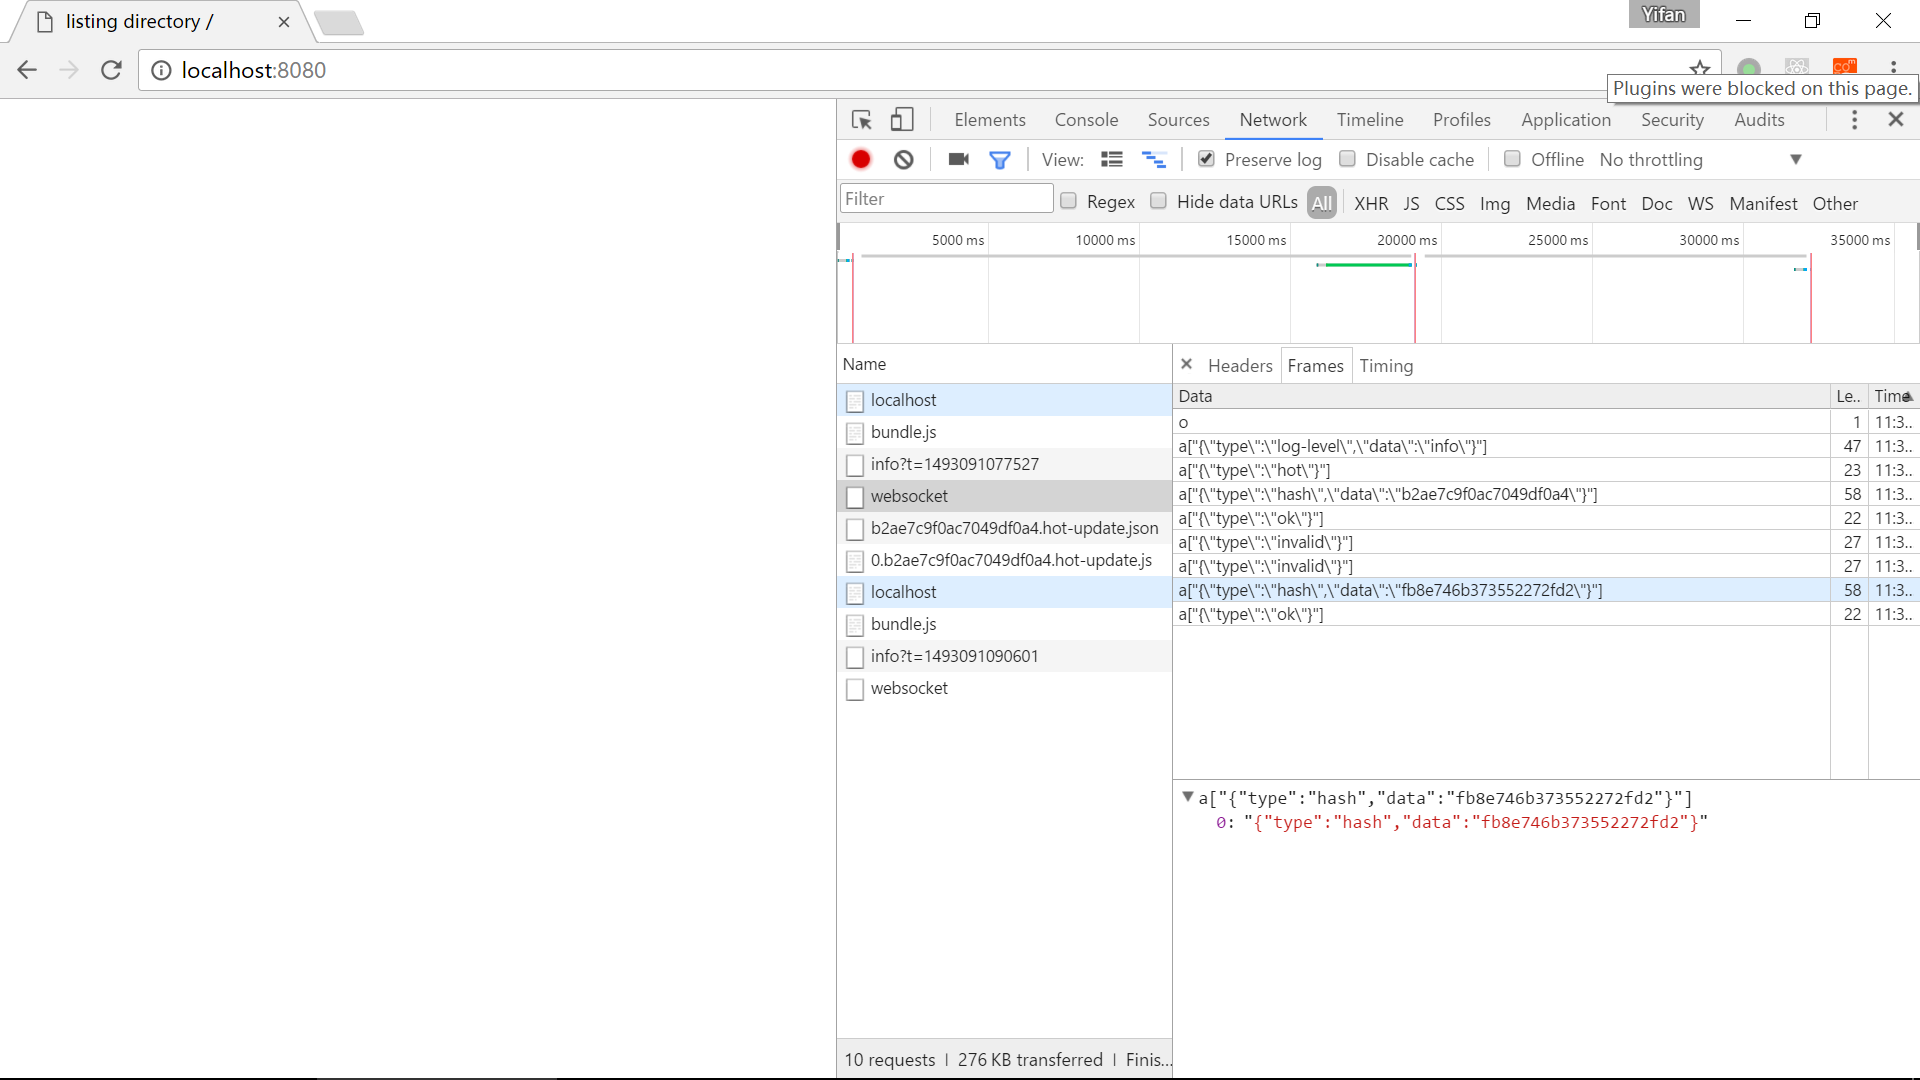 listing directory /
Yifan
localhost:8080
Plugins were blocked on this page.
Elements Console Sources Network Timeline Profiles Application Security Audits
View: Preserve log Disable cache Offline No throttling
Filter Regex Hide data URLs All XHR JS CSS Img Media Font Doc WS Manifest Other
5000 ms 10000 ms 15000 ms 20000 ms 25000 ms 30000 ms 35000 ms
Name
localhost
bundle.js
info?t=1493091077527
websocket
b2ae7c9f0ac7049df0a4.hot-update.json
0.b2ae7c9f0ac7049df0a4.hot-update.js
localhost
bundle.js
info?t=1493091090601
websocket
10 requests | 276 KB transferred | Finis...
× Headers Frames Timing
Data Le.. Time
o 1 11:3..
a["{\"type\":\"log-level\",\"data\":\"info\"}"] 47 11:3..
a["{\"type\":\"hot\"}"] 23 11:3..
a["{\"type\":\"hash\",\"data\":\"b2ae7c9f0ac7049df0a4\"}"] 58 11:3..
a["{\"type\":\"ok\"}"] 22 11:3..
a["{\"type\":\"invalid\"}"] 27 11:3..
a["{\"type\":\"invalid\"}"] 27 11:3..
a["{\"type\":\"hash\",\"data\":\"fb8e746b373552272fd2\"}"] 58 11:3..
a["{\"type\":\"ok\"}"] 22 11:3..
a["{"type":"hash","data":"fb8e746b373552272fd2"}"]
0: "{"type":"hash","data":"fb8e746b373552272fd2"}"